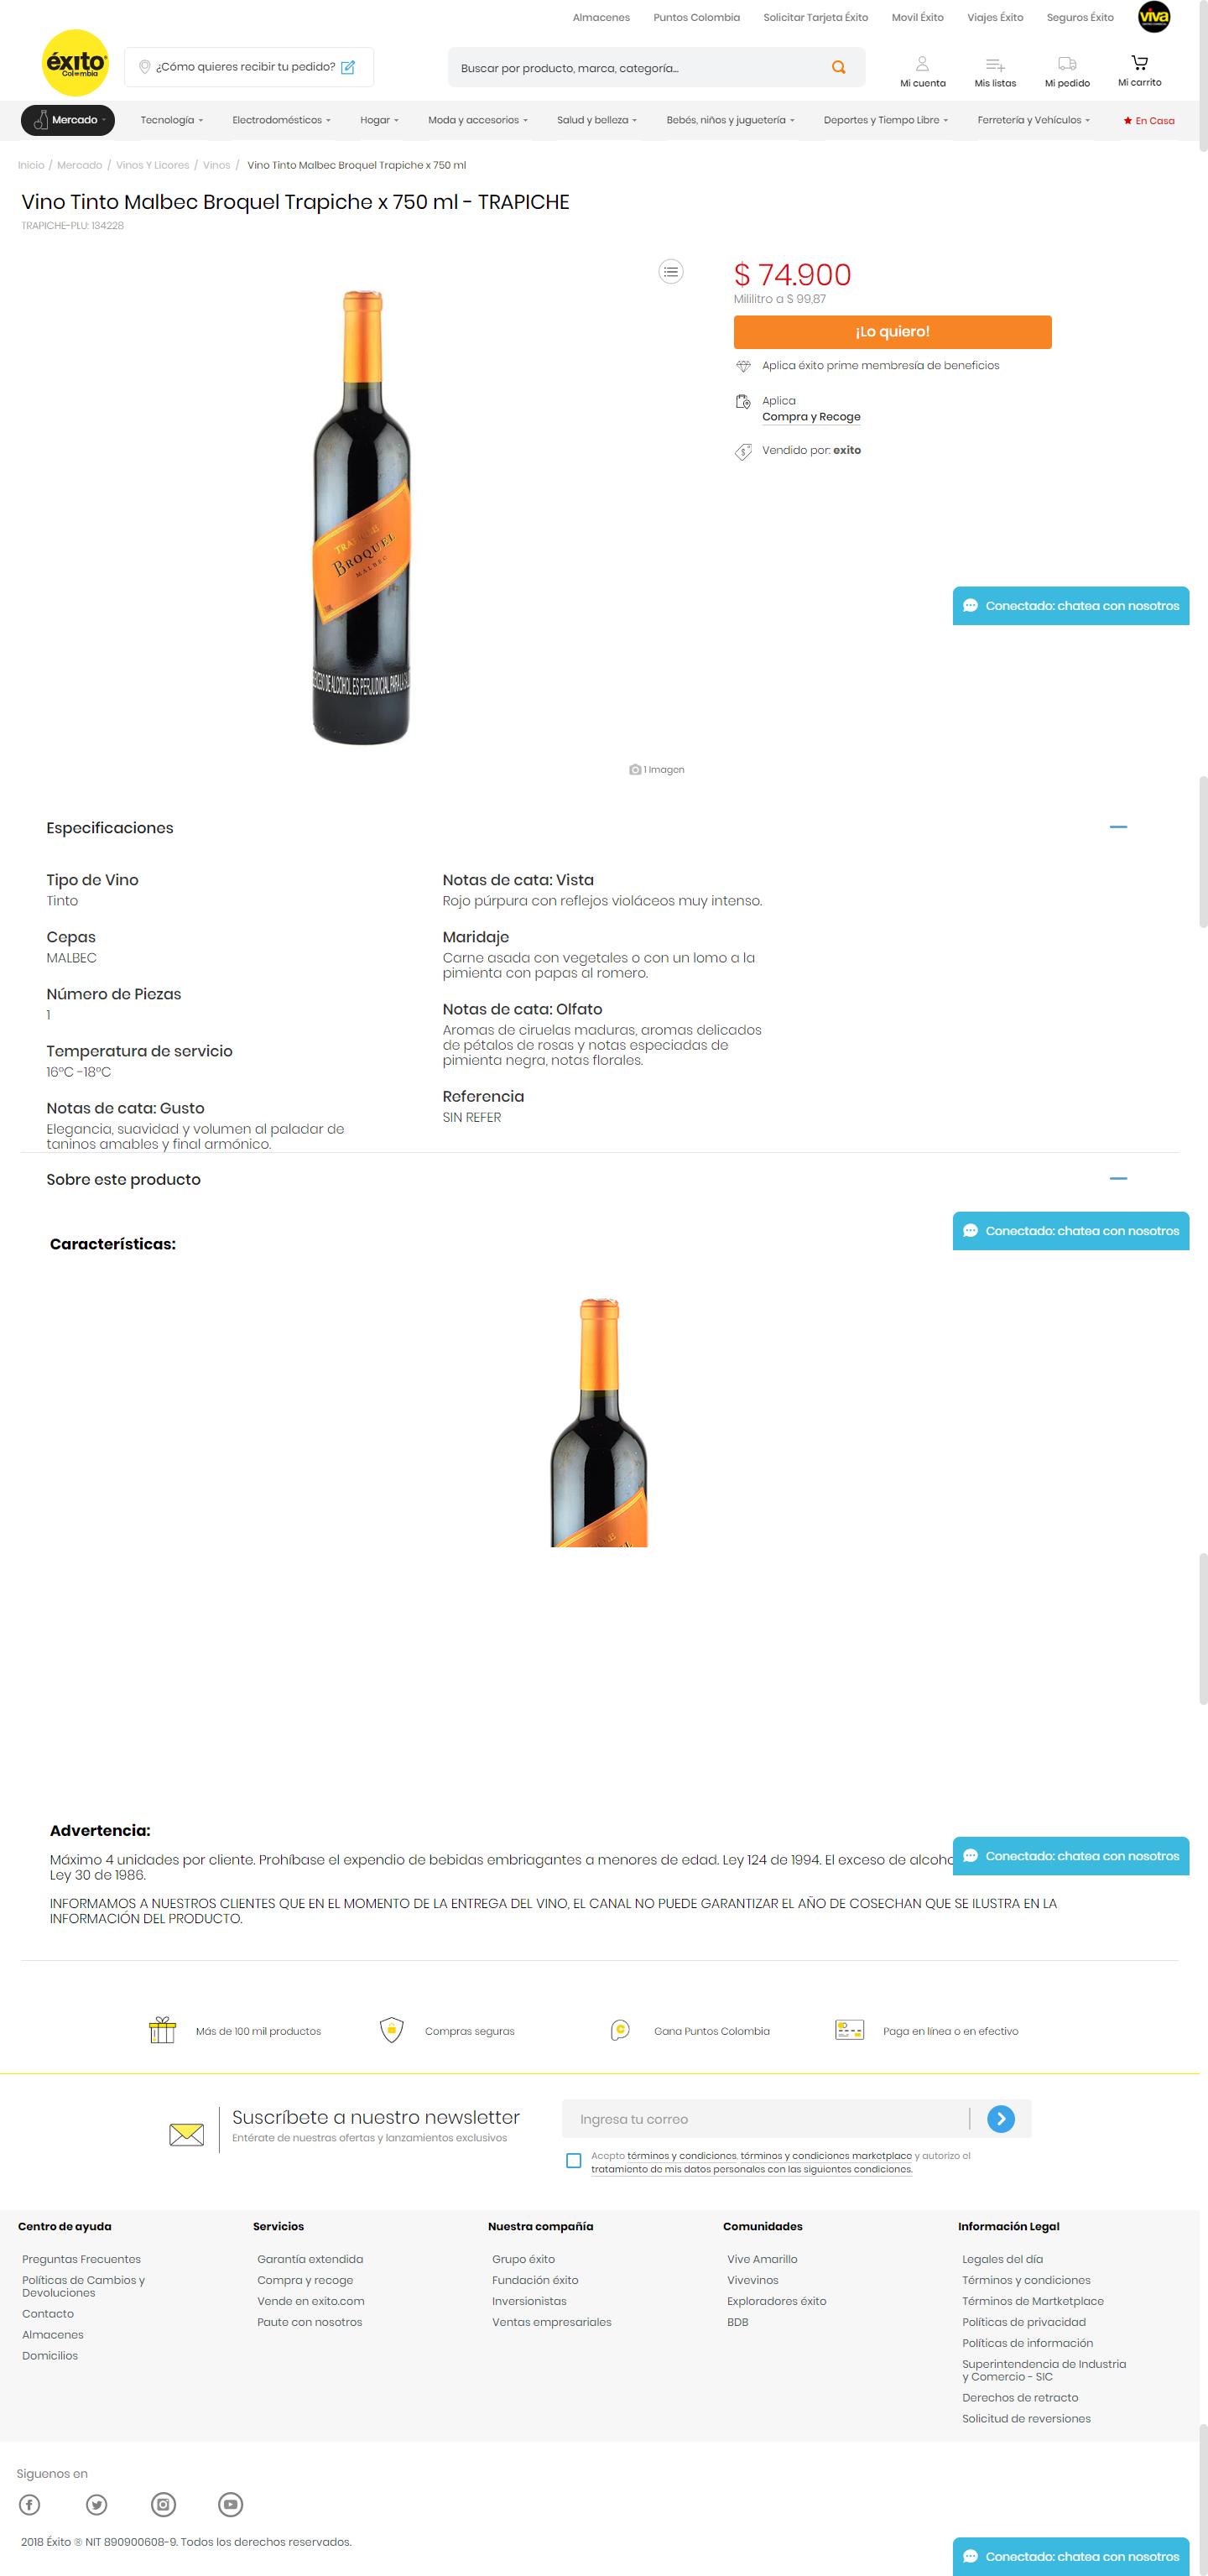 Almacenes Puntos Colombia Solicitar Tarjeta Éxito Movil Éxito Viajes Éxito Seguros Éxito viva
éxito
Colombia
¿Cómo quieres recibir tu pedido?
Buscar por producto, marca, categoría...
Mi cuenta Mis listas Mi pedido Mi carrito
Mercado Tecnología Electrodomésticos Hogar Moda y accesorios Salud y belleza Bebés, niños y juguetería Deportes y Tiempo Libre Ferretería y Vehículos En Casa
Inicio / Mercado / Vinos Y Licores / Vinos / Vino Tinto Malbec Broquel Trapiche x 750 ml
Vino Tinto Malbec Broquel Trapiche x 750 ml - TRAPICHE
TRAPICHE-PLU: 134228
$ 74.900
Mililitro a $ 99,87
¡Lo quiero!
Aplica éxito prime membresía de beneficios
Aplica
Compra y Recoge
Vendido por: exito
BROQUEL
MALBEC
Conectado: chatea con nosotros
1 Imagen
Especificaciones
Tipo de Vino
Tinto
Cepas
MALBEC
Número de Piezas
1
Temperatura de servicio
16ºC -18ºC
Notas de cata: Gusto
Elegancia, suavidad y volumen al paladar de
taninos amables y final armónico.
Notas de cata: Vista
Rojo púrpura con reflejos violáceos muy intenso.
Maridaje
Carne asada con vegetales o con un lomo a la
pimienta con papas al romero.
Notas de cata: Olfato
Aromas de ciruelas maduras, aromas delicados
de pétalos de rosas y notas especiadas de
pimienta negra, notas florales.
Referencia
SIN REFER
Sobre este producto
Conectado: chatea con nosotros
Características:
Advertencia:
Máximo 4 unidades por cliente. Prohíbase el expendio de bebidas embriagantes a menores de edad. Ley 124 de 1994. El exceso de alcoho
Conectado: chatea con nosotros
Ley 30 de 1986.
INFORMAMOS A NUESTROS CLIENTES QUE EN EL MOMENTO DE LA ENTREGA DEL VINO, EL CANAL NO PUEDE GARANTIZAR EL AÑO DE COSECHAN QUE SE ILUSTRA EN LA
INFORMACIÓN DEL PRODUCTO.
Más de 100 mil productos Compras seguras Gana Puntos Colombia Paga en línea o en efectivo
Suscríbete a nuestro newsletter
Entérate de nuestras ofertas y lanzamientos exclusivos
Ingresa tu correo
Acepto términos y condiciones, términos y condiciones marketplace y autorizo el
tratamiento de mis datos personales con las siguientes condiciones.
Centro de ayuda
Preguntas Frecuentes
Políticas de Cambios y
Devoluciones
Contacto
Almacenes
Domicilios
Servicios
Garantía extendida
Compra y recoge
Vende en exito.com
Paute con nosotros
Nuestra compañía
Grupo éxito
Fundación éxito
Inversionistas
Ventas empresariales
Comunidades
Vive Amarillo
Vivevinos
Exploradores éxito
BDB
Información Legal
Legales del día
Términos y condiciones
Términos de Martketplace
Políticas de privacidad
Políticas de información
Superintendencia de Industria
y Comercio - SIC
Derechos de retracto
Solicitud de reversiones
Siguenos en
2018 Éxito ® NIT 890900608-9. Todos los derechos reservados.
Conectado: chatea con nosotros